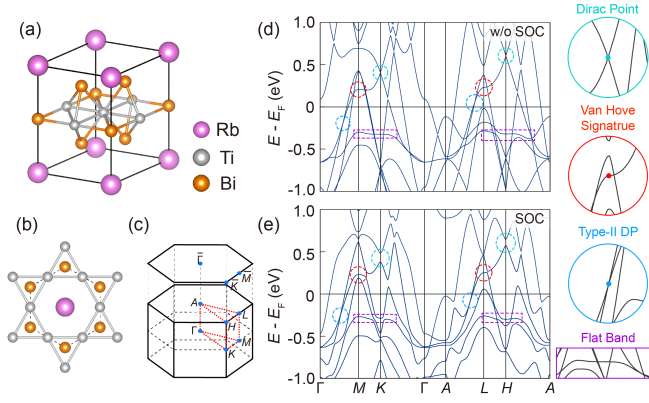 (a)
Rb
Ti
Bi
(b)
(c)
Γ̅
M̅
K̅
A
L
H
Γ
M
K
(d)
w/o SOC
E - E_F (eV)
1.0
0.5
0
-0.5
-1.0
(e)
SOC
E - E_F (eV)
1.0
0.5
0
-0.5
-1.0
Γ M K Γ A L H A
Dirac Point
Van Hove
Signatrue
Type-II DP
Flat Band